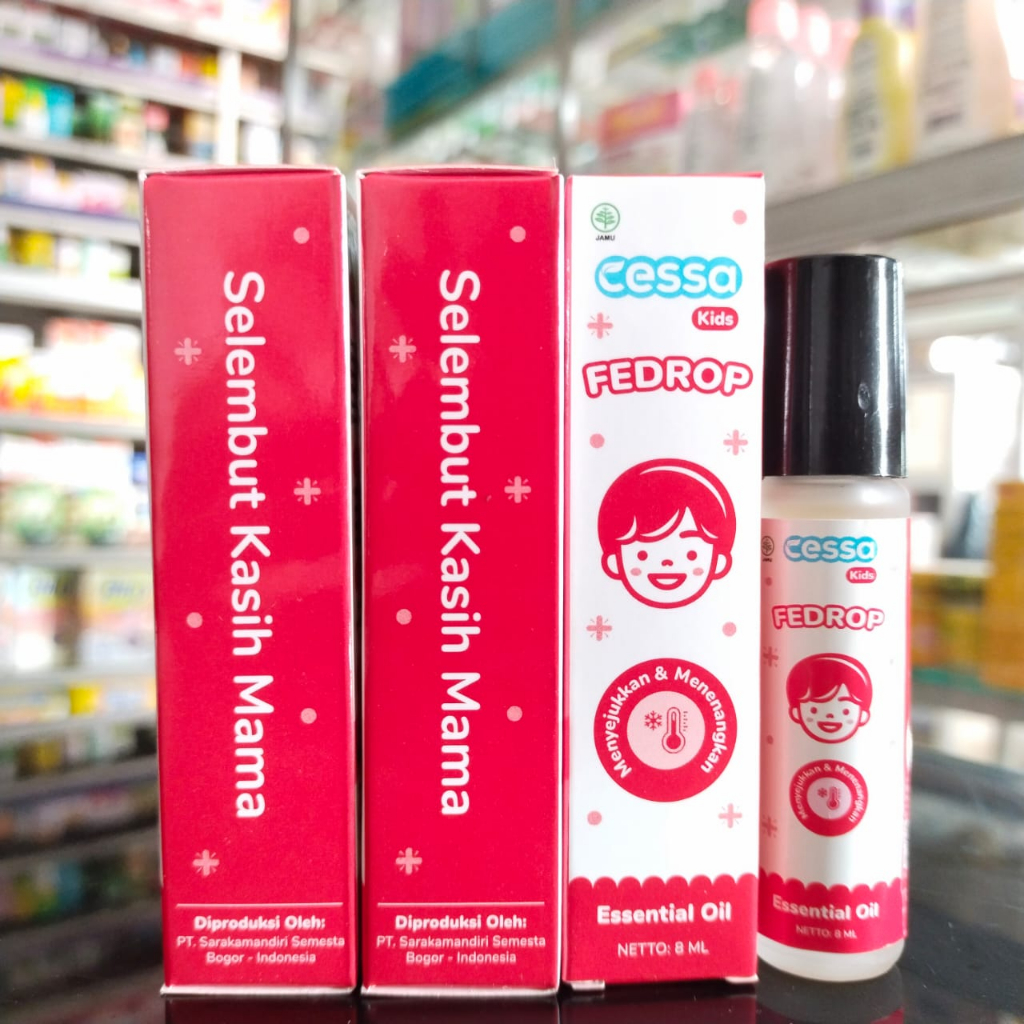 Selembut Kasih Mama
Diproduksi Oleh:
PT. Sarakamandiri Semesta
Bogor - Indonesia
Selembut Kasih Mama
Diproduksi Oleh:
PT. Sarakamandiri Semesta
Bogor - Indonesia
JAMU
cessa
Kids
FEDROP
Menyejukkan & Menenangkan
Essential Oil
NETTO: 8 ML
cessa
Kids
FEDROP
Menyejukkan & Menenangkan
Essential Oil
NETTO: 8 ML